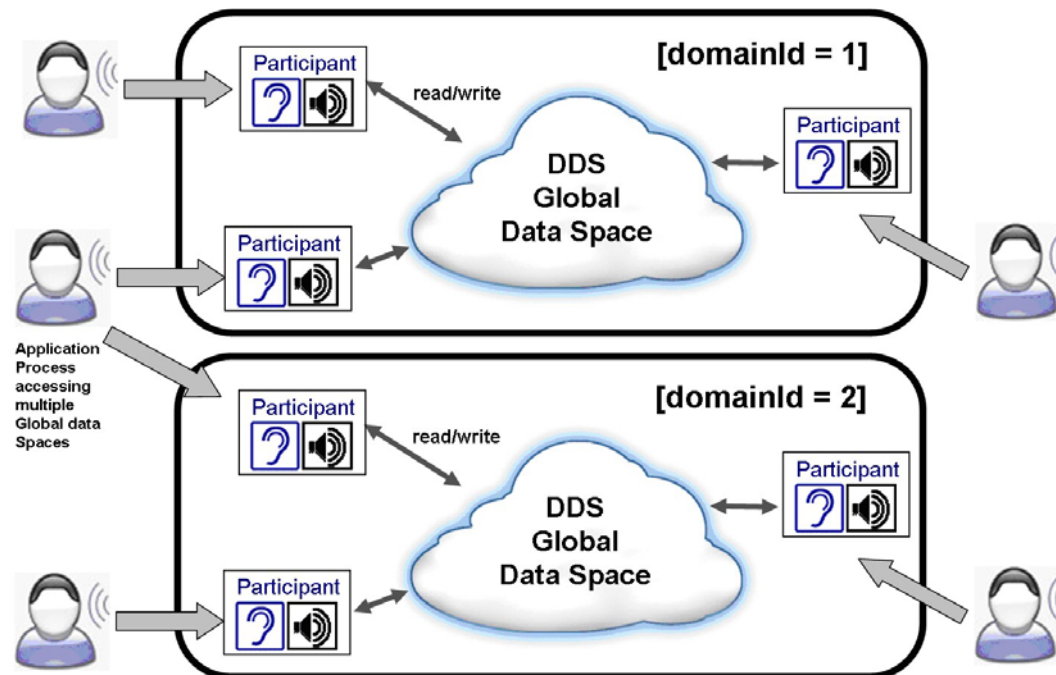 Participant
[domainId = 1]
read/write
Participant
DDS
Global
Data Space
Participant
Application
Process
accessing
multiple
Global data
Spaces
[domainId = 2]
Participant
read/write
Participant
DDS
Global
Data Space
Participant